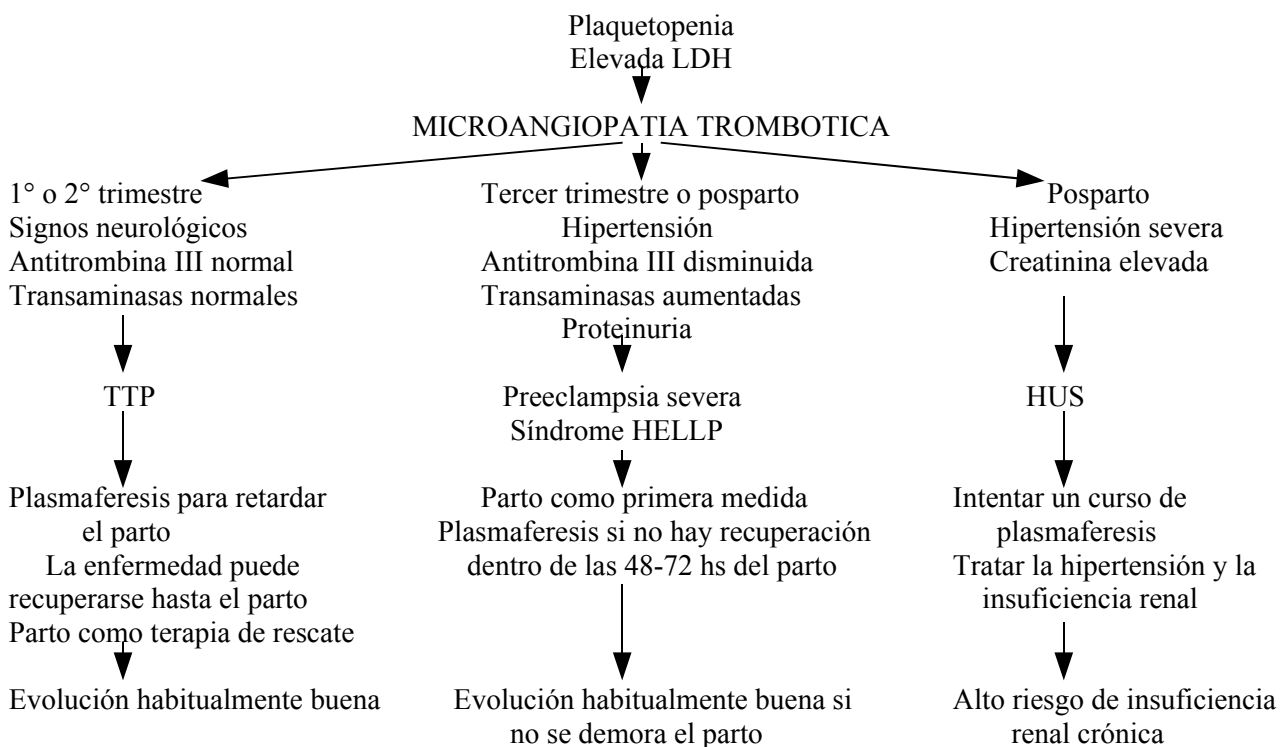 Plaquetopenia
Elevada LDH
MICROANGIOPATIA TROMBOTICA
1° o 2° trimestre
Signos neurológicos
Antitrombina III normal
Transaminasas normales
Tercer trimestre o posparto
Hipertensión
Antitrombina III disminuida
Transaminasas aumentadas
Proteinuria
Posparto
Hipertensión severa
Creatinina elevada
TTP
Preeclampsia severa
Síndrome HELLP
HUS
Plasmaferesis para retardar
el parto
La enfermedad puede
recuperarse hasta el parto
Parto como terapia de rescate
Parto como primera medida
Plasmaferesis si no hay recuperación
dentro de las 48-72 hs del parto
Intentar un curso de
plasmaferesis
Tratar la hipertensión y la
insuficiencia renal
Evolución habitualmente buena
Evolución habitualmente buena si
no se demora el parto
Alto riesgo de insuficiencia
renal crónica